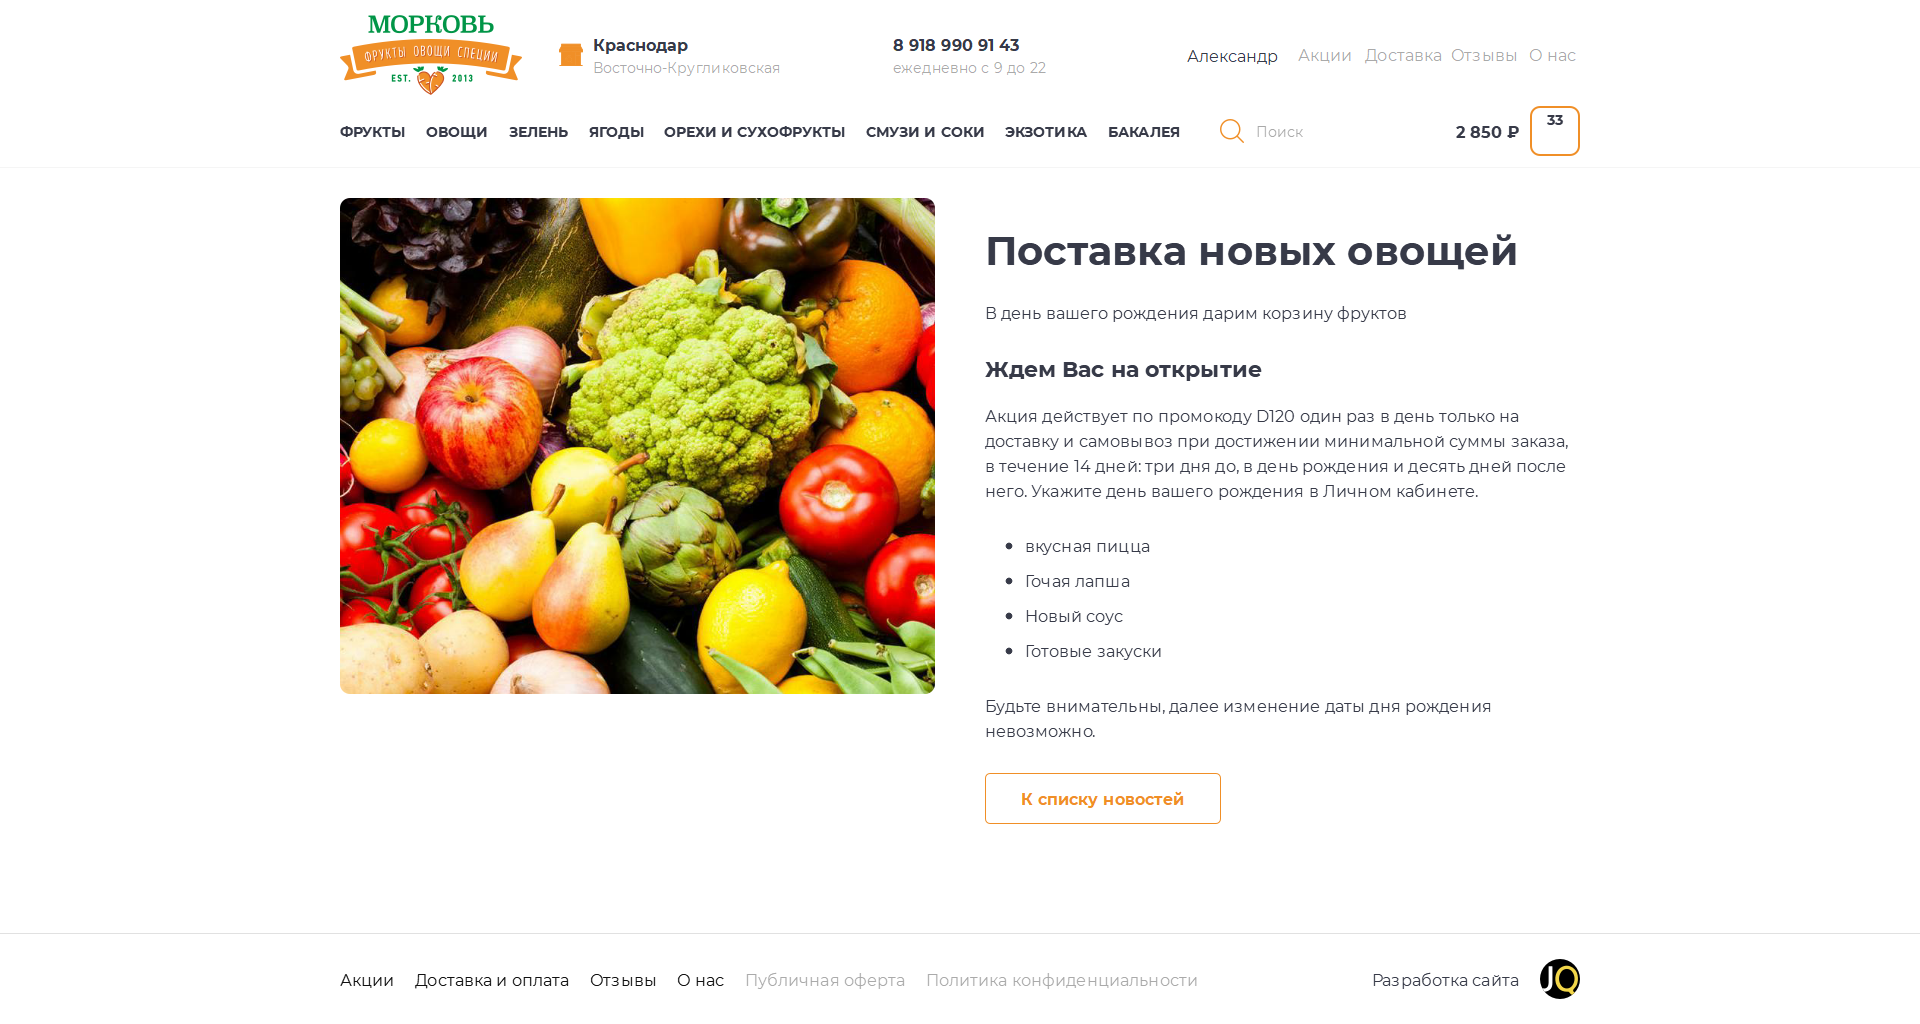 МОРКОВЬ
ФРУКТЫ ОВОЩИ СПЕЦИИ
EST. 2013
Краснодар
Восточно-Кругликовская
8 918 990 91 43
ежедневно с 9 до 22
Александр Акции Доставка Отзывы О нас
ФРУКТЫ ОВОЩИ ЗЕЛЕНЬ ЯГОДЫ ОРЕХИ И СУХОФРУКТЫ СМУЗИ И СОКИ ЭКЗОТИКА БАКАЛЕЯ Поиск 2 850 ₽ 33
Поставка новых овощей
В день вашего рождения дарим корзину фруктов
Ждем Вас на открытие
Акция действует по промокоду D120 один раз в день только на
доставку и самовывоз при достижении минимальной суммы заказа,
в течение 14 дней: три дня до, в день рождения и десять дней после
него. Укажите день вашего рождения в Личном кабинете.
вкусная пицца
Гочая лапша
Новый соус
Готовые закуски
Будьте внимательны, далее изменение даты дня рождения
невозможно.
К списку новостей
Акции Доставка и оплата Отзывы О нас Публичная оферта Политика конфиденциальности Разработка сайта JQ